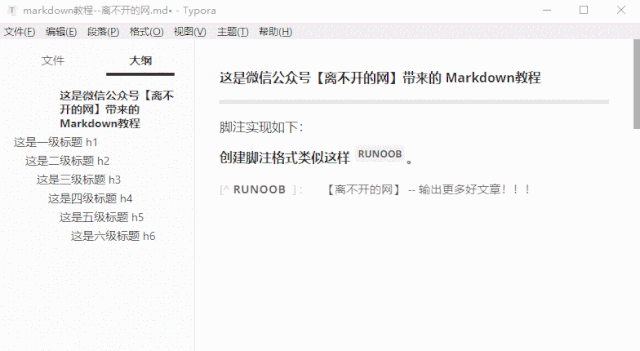 T markdown教程--离不开的网.md• - Typora
文件(F) 编辑(E) 段落(P) 格式(O) 视图(V) 主题(T) 帮助(H)
文件 大纲
这是微信公众号【离不
开的网】带来的
Markdown教程
这是一级标题 h1
这是二级标题 h2
这是三级标题 h3
这是四级标题 h4
这是五级标题 h5
这是六级标题 h6
这是微信公众号【离不开的网】带来的 Markdown教程
脚注实现如下：
创建脚注格式类似这样 RUNOOB 。
[^ RUNOOB ] : 【离不开的网】 -- 输出更多好文章！！！